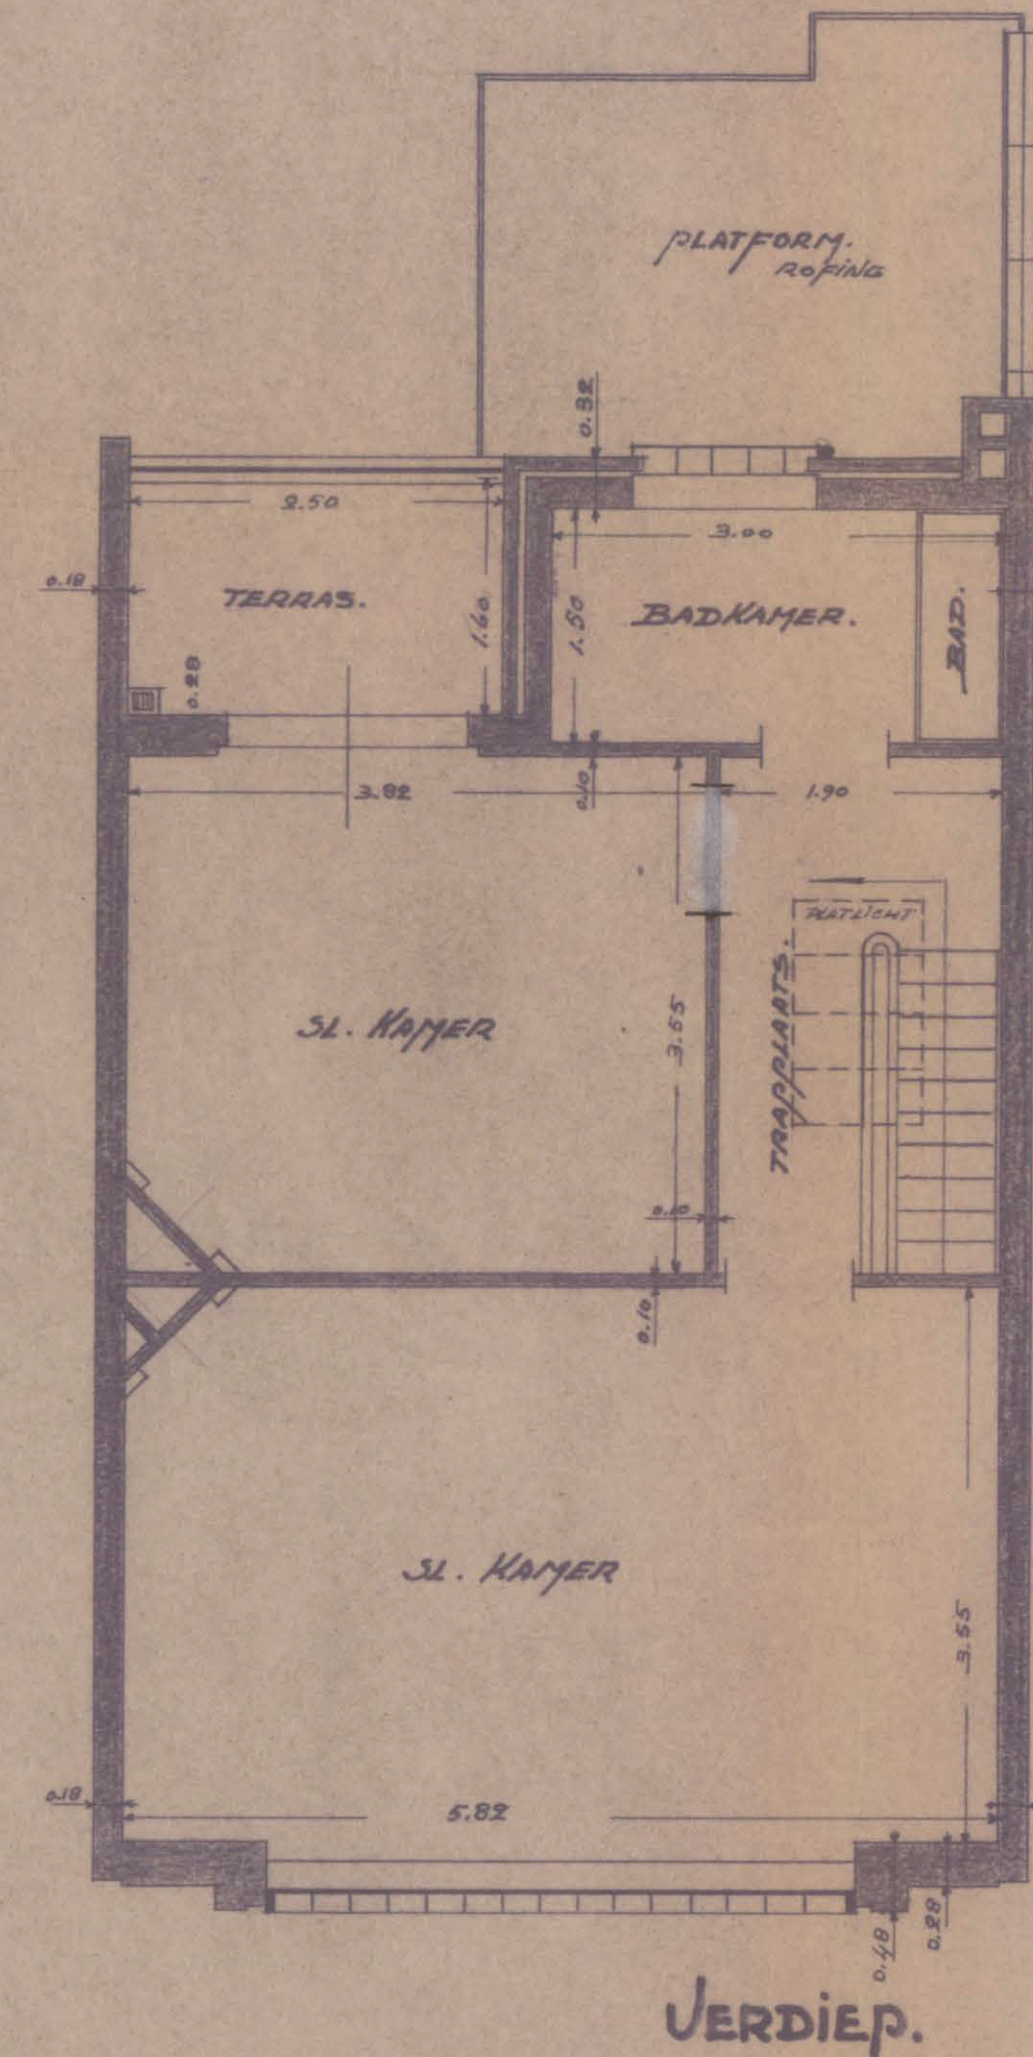 PLATFORM.
ROFING
0.32
2.50
3.00
0.18
TERRAS.
1.60
1.50
BADKAMER.
BAD.
0.28
3.82
0.10
1.90
PLATLICHT
TRAPPLAATS.
SL. KAMER
3.55
0.10
0.10
SL. KAMER
3.55
0.18
5.82
0.48
0.28
VERDIEP.